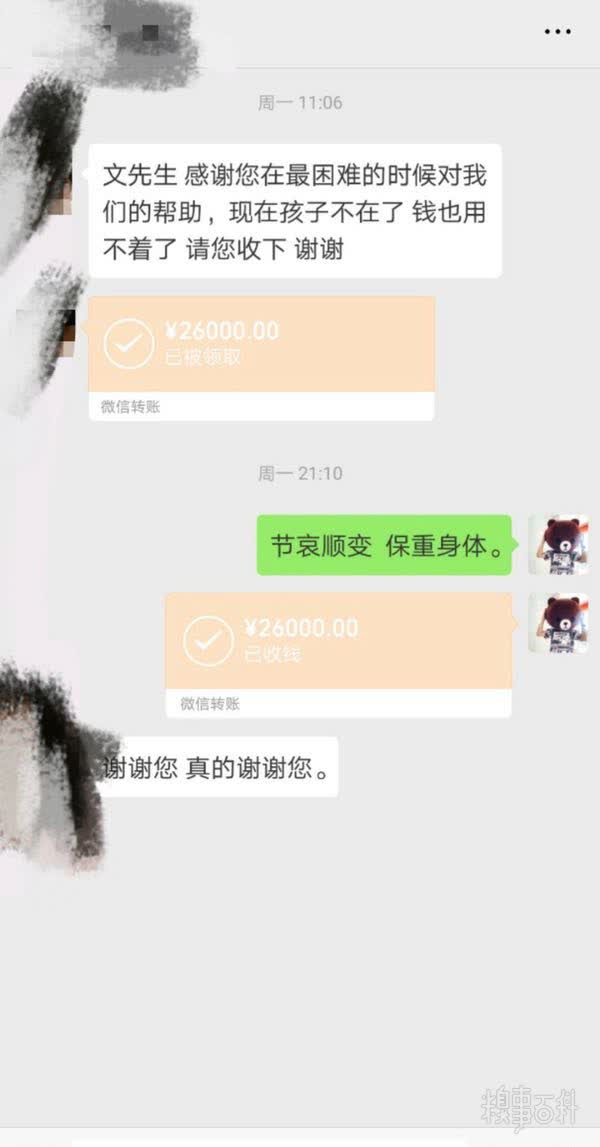 周一 11:06
文先生 感谢您在最困难的时候对我
们的帮助，现在孩子不在了 钱也用
不着了 请您收下 谢谢
¥26000.00
已被领取
微信转账
周一 21:10
节哀顺变 保重身体。
¥26000.00
已收钱
微信转账
谢谢您 真的谢谢您。
糗事百科